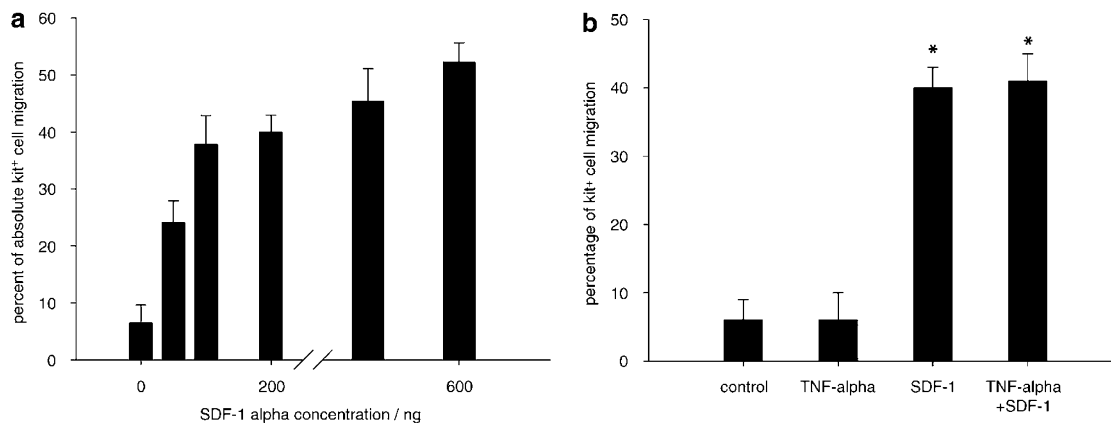 a
percent of absolute kit⁺ cell migration
60
50
40
30
20
10
0
0
200
600
SDF-1 alpha concentration / ng
b
percentage of kit⁺ cell migration
50
40
30
20
10
0
*
*
control
TNF-alpha
SDF-1
TNF-alpha
+SDF-1